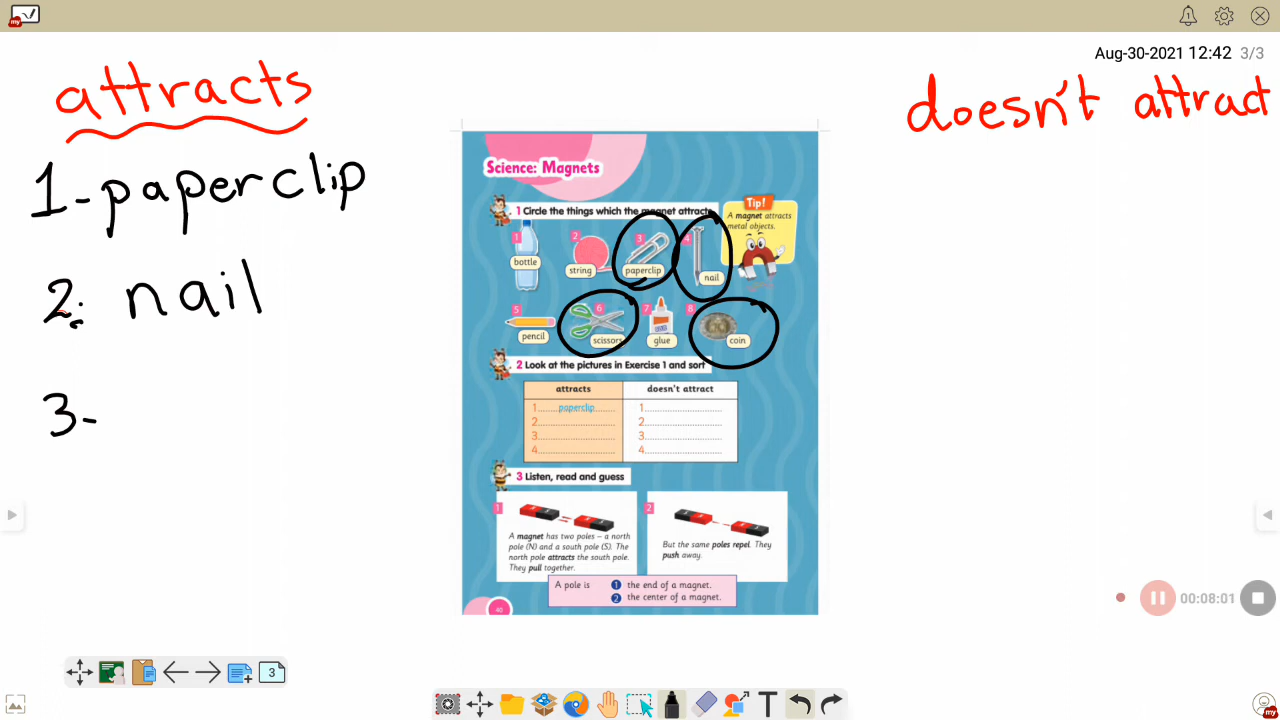 my
Aug-30-2021 12:42 3/3
attracts
doesn't attract
1- paperclip
2- nail
3-
Science: Magnets
1 Circle the things which the magnet attracts.
Tip!
A magnet attracts
metal objects.
1 bottle
2 string
3 paperclip
4 nail
5 pencil
6 scissors
7 glue
8 coin
2 Look at the pictures in Exercise 1 and sort
attracts doesn't attract
1 paperclip 1
2 2
3 3
4 4
3 Listen, read and guess
1
A magnet has two poles – a north
pole (N) and a south pole (S). The
north pole attracts the south pole.
They pull together.
2
But the same poles repel. They
push away.
A pole is 1 the end of a magnet.
2 the center of a magnet.
40
00:08:01
3
T
my